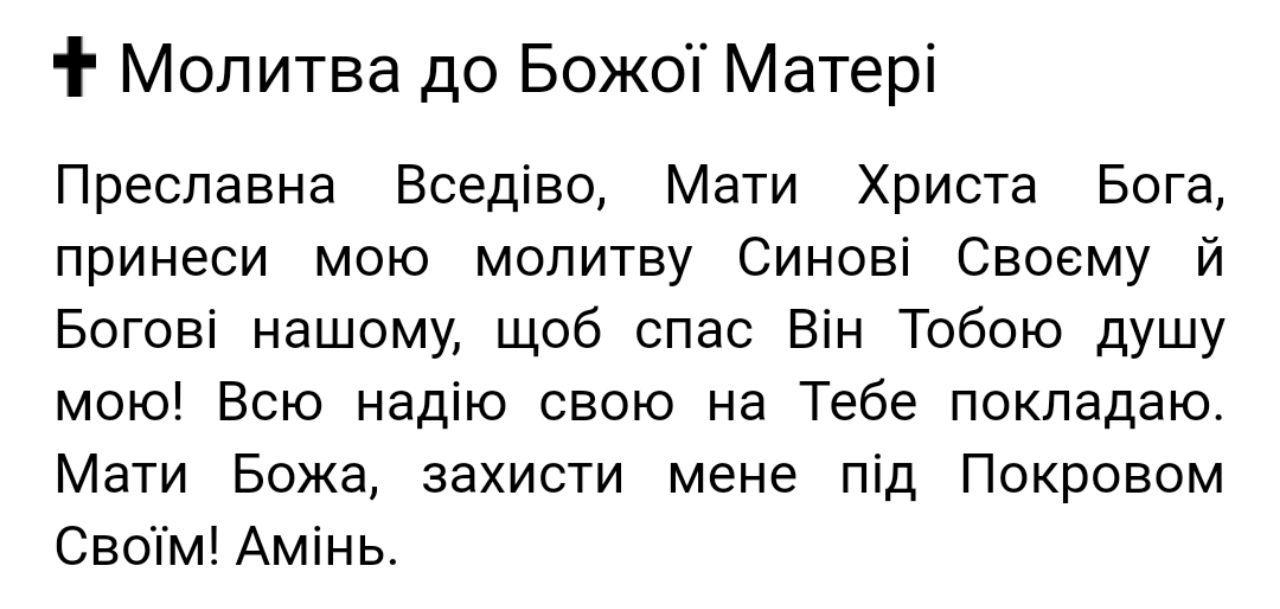 ✝ Молитва до Божої Матері
Преславна Вседіво, Мати Христа Бога,
принеси мою молитву Синові Своєму й
Богові нашому, щоб спас Він Тобою душу
мою! Всю надію свою на Тебе покладаю.
Мати Божа, захисти мене під Покровом
Своїм! Амінь.